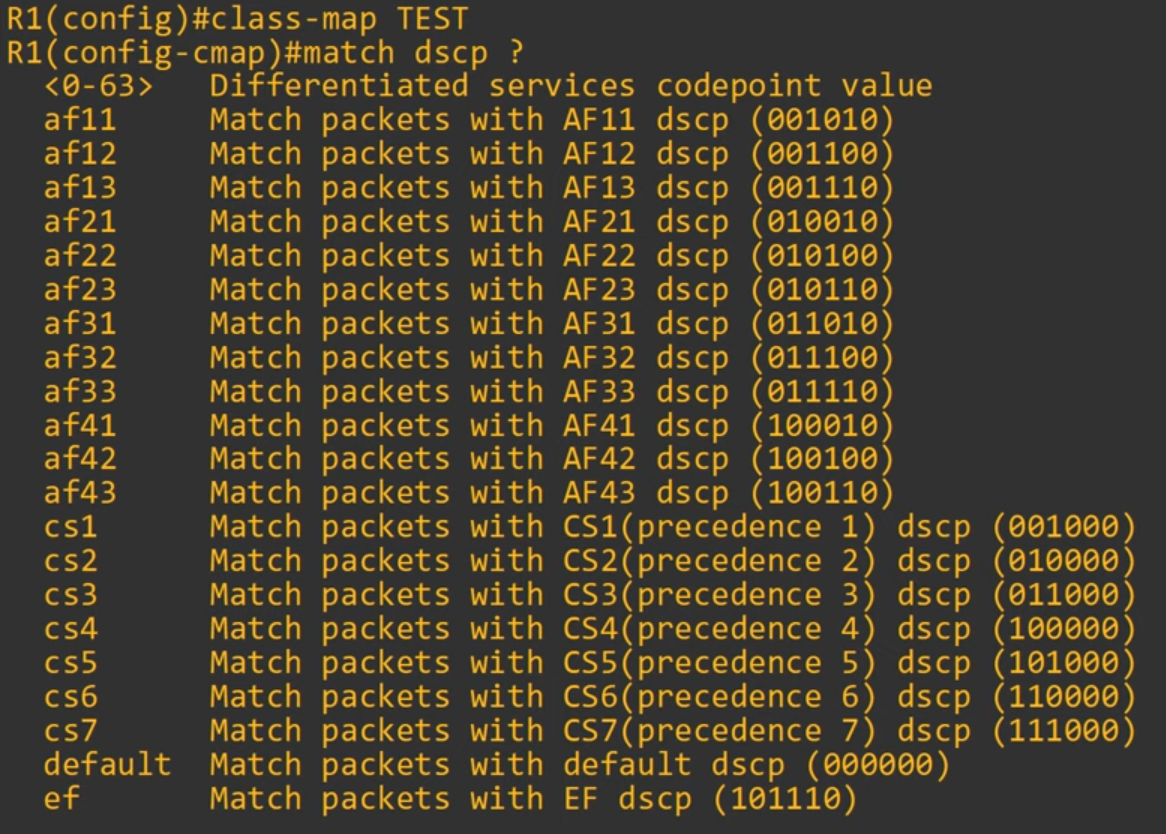 R1(config)#class-map TEST
R1(config-cmap)#match dscp ?
  <0-63>   Differentiated services codepoint value
  af11     Match packets with AF11 dscp (001010)
  af12     Match packets with AF12 dscp (001100)
  af13     Match packets with AF13 dscp (001110)
  af21     Match packets with AF21 dscp (010010)
  af22     Match packets with AF22 dscp (010100)
  af23     Match packets with AF23 dscp (010110)
  af31     Match packets with AF31 dscp (011010)
  af32     Match packets with AF32 dscp (011100)
  af33     Match packets with AF33 dscp (011110)
  af41     Match packets with AF41 dscp (100010)
  af42     Match packets with AF42 dscp (100100)
  af43     Match packets with AF43 dscp (100110)
  cs1      Match packets with CS1(precedence 1) dscp (001000)
  cs2      Match packets with CS2(precedence 2) dscp (010000)
  cs3      Match packets with CS3(precedence 3) dscp (011000)
  cs4      Match packets with CS4(precedence 4) dscp (100000)
  cs5      Match packets with CS5(precedence 5) dscp (101000)
  cs6      Match packets with CS6(precedence 6) dscp (110000)
  cs7      Match packets with CS7(precedence 7) dscp (111000)
  default  Match packets with default dscp (000000)
  ef       Match packets with EF dscp (101110)